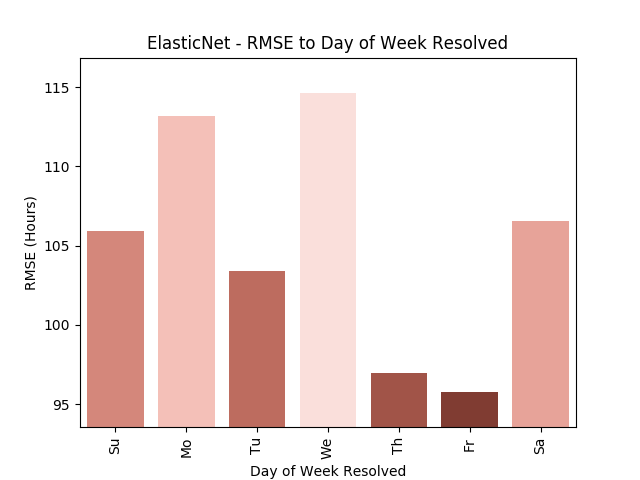 ElasticNet - RMSE to Day of Week Resolved
115
110
105
100
95
RMSE (Hours)
Su
Mo
Tu
We
Th
Fr
Sa
Day of Week Resolved